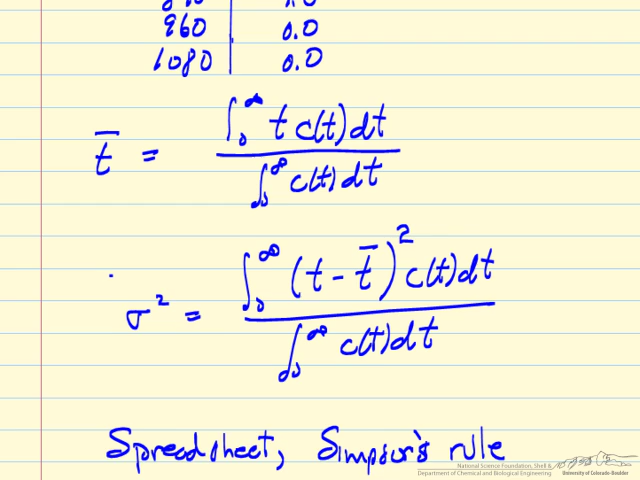 960 0.0
1080 0.0
t̄ = ∫₀^∞ t c(t) dt / ∫₀^∞ c(t) dt
σ² = ∫₀^∞ (t - t̄)² c(t) dt / ∫₀^∞ c(t) dt
Spreadsheet, Simpson's rule
National Science Foundation, Shell &
Department of Chemical and Biological Engineering
University of Colorado-Boulder